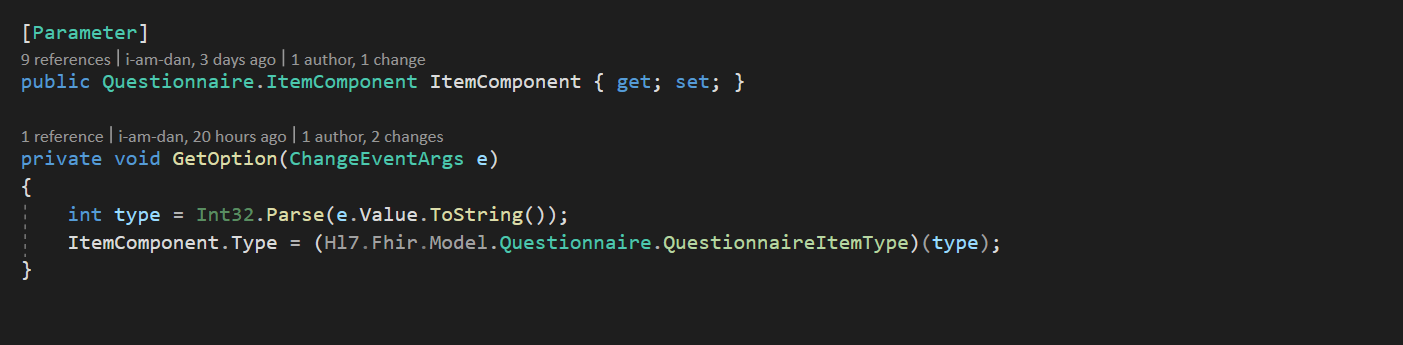 [Parameter]
9 references | i-am-dan, 3 days ago | 1 author, 1 change
public Questionnaire.ItemComponent ItemComponent { get; set; }
1 reference | i-am-dan, 20 hours ago | 1 author, 2 changes
private void GetOption(ChangeEventArgs e)
{
    int type = Int32.Parse(e.Value.ToString());
    ItemComponent.Type = (Hl7.Fhir.Model.Questionnaire.QuestionnaireItemType)(type);
}